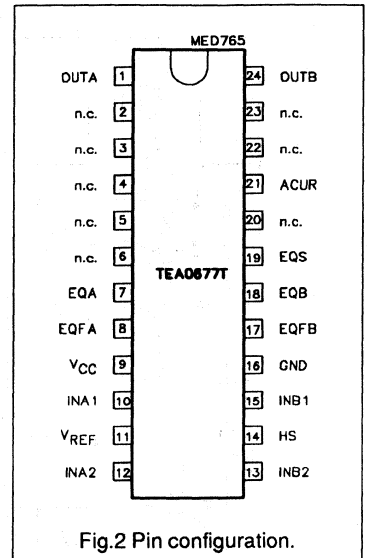 MED765
OUTA 1 24 OUTB
n.c. 2 23 n.c.
n.c. 3 22 n.c.
n.c. 4 21 ACUR
n.c. 5 20 n.c.
n.c. 6 19 EQS
TEA0677T
EQA 7 18 EQB
EQFA 8 17 EQFB
VCC 9 16 GND
INA1 10 15 INB1
VREF 11 14 HS
INA2 12 13 INB2
Fig.2 Pin configuration.